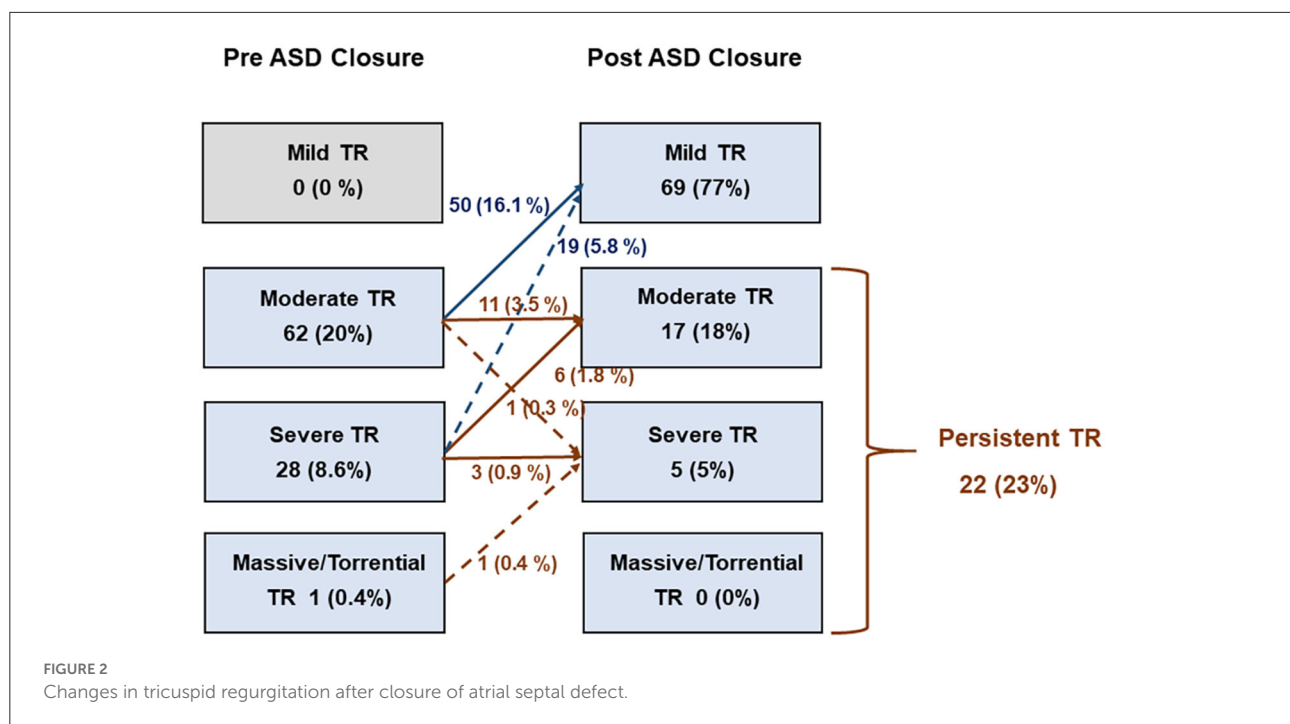 Pre ASD Closure
Post ASD Closure
Mild TR
0 (0 %)
Mild TR
69 (77%)
50 (16.1 %)
19 (5.8 %)
Moderate TR
62 (20%)
11 (3.5 %)
Moderate TR
17 (18%)
6 (1.8 %)
1 (0.3 %)
Severe TR
28 (8.6%)
3 (0.9 %)
Severe TR
5 (5%)
Persistent TR
22 (23%)
Massive/Torrential
TR 1 (0.4%)
1 (0.4 %)
Massive/Torrential
TR 0 (0%)
FIGURE 2
Changes in tricuspid regurgitation after closure of atrial septal defect.